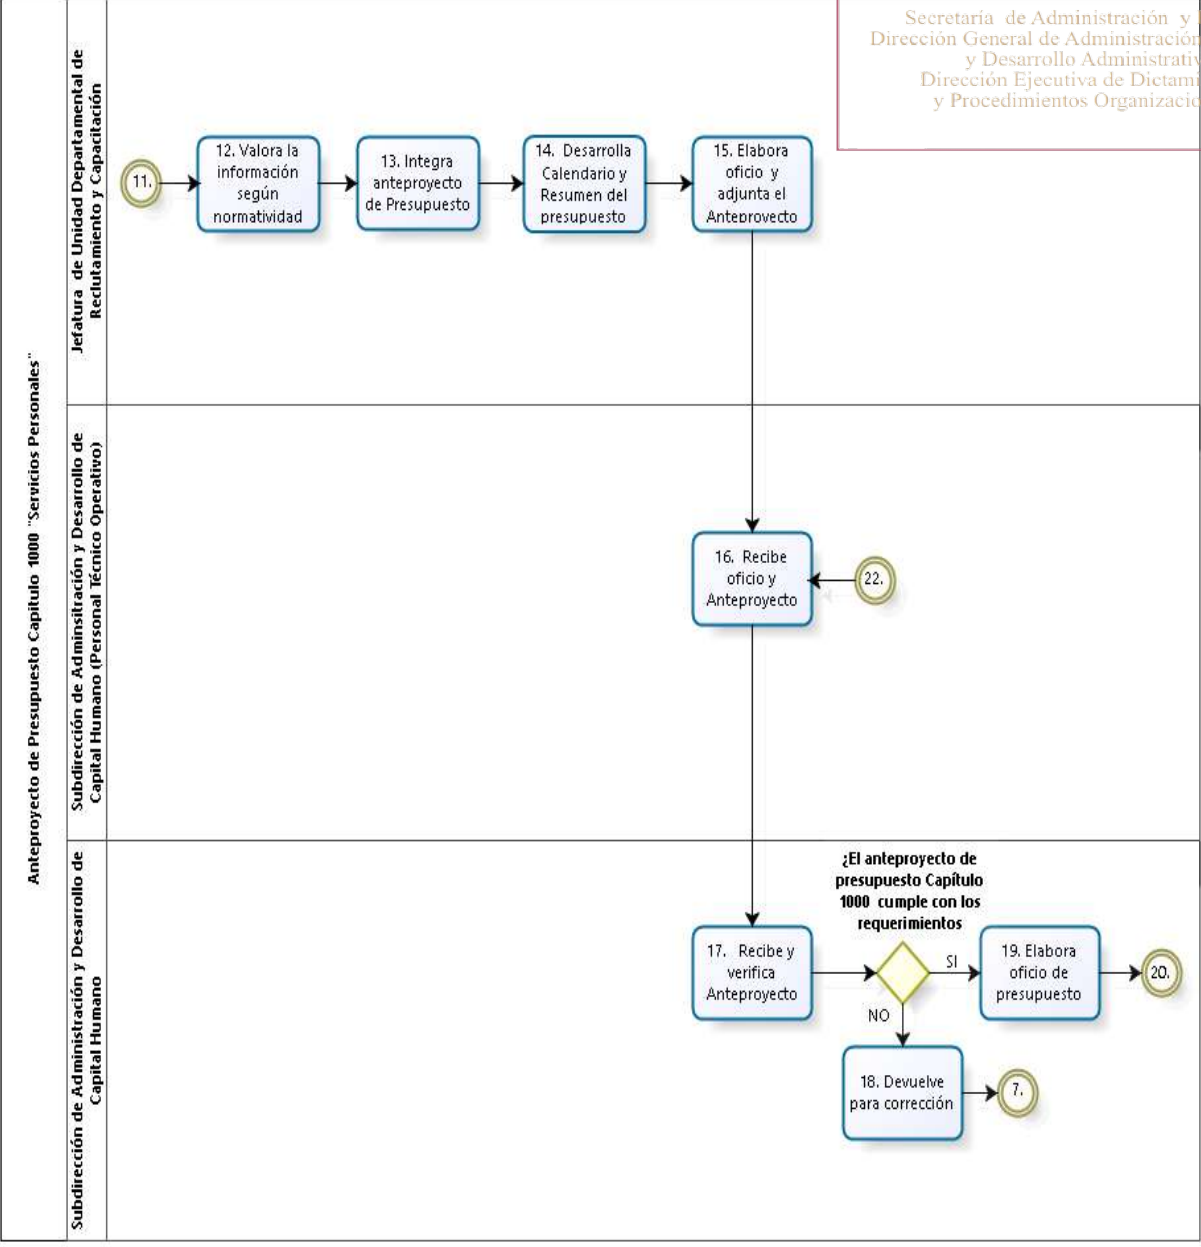 Secretaria de Administración y
Dirección General de Administración
y Desarrollo
Dirección Ejecutiva de
y Procedimientos
Anteproyecto de Presupuesto Capitulo 1000 "Servicios Personales"
Jefatura de Unidad Departamental de
Reclutamiento y Capacitación
11.
12. Valora la
información
según
normatividad
13. Integra
anteproyecto
de Presupuesto
14. Desarrolla
Calendario y
Resumen del
presupuesto
15. Elabora
oficio y
adjunta el
Anteproyecto
Subdirección de Adminsitración y Desarrollo de
Capital Humano (Personal Técnico Operativo)
16. Recibe
oficio y
Anteproyecto
22.
Subdirección de Administración y Desarrollo de
Capital Humano
17. Recibe y
verifica
Anteproyecto
¿El anteproyecto de
presupuesto Capítulo
1000 cumple con los
requerimientos
SI
NO
19. Elabora
oficio de
presupuesto
20.
18. Devuelve
para corrección
7.